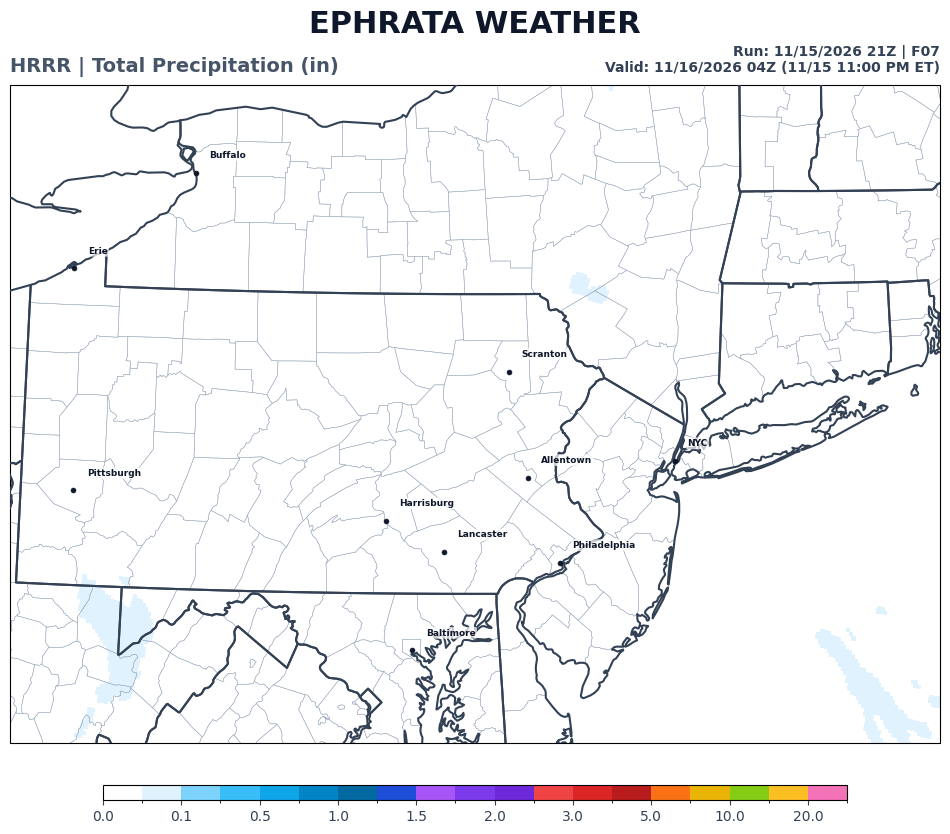 EPHRATA WEATHER
Run: 11/15/2026 21Z | F07
HRRR | Total Precipitation (in)
Valid: 11/16/2026 04Z (11/15 11:00 PM ET)
Buffalo
Erie
Scranton
NYC
Allentown
Pittsburgh
Harrisburg
Lancaster
Philadelphia
Baltimore
0.0 0.1 0.5 1.0 1.5 2.0 3.0 5.0 10.0 20.0